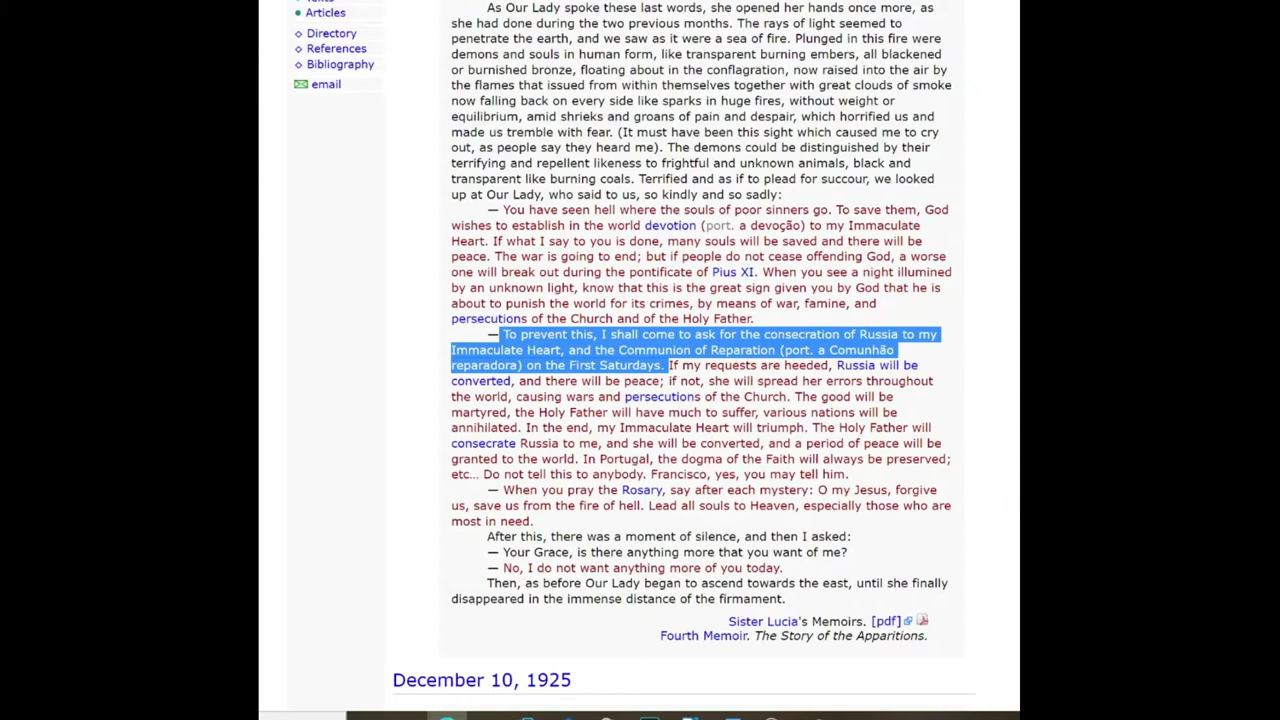 Articles
Directory
References
Bibliography
email
As Our Lady spoke these last words, she opened her hands once more, as
she had done during the two previous months. The rays of light seemed to
penetrate the earth, and we saw as it were a sea of fire. Plunged in this fire were
demons and souls in human form, like transparent burning embers, all blackened
or burnished bronze, floating about in the conflagration, now raised into the air by
the flames that issued from within themselves together with great clouds of smoke
now falling back on every side like sparks in huge fires, without weight or
equilibrium, amid shrieks and groans of pain and despair, which horrified us and
made us tremble with fear. (It must have been this sight which caused me to cry
out, as people say they heard me). The demons could be distinguished by their
terrifying and repellent likeness to frightful and unknown animals, black and
transparent like burning coals. Terrified and as if to plead for succour, we looked
up at Our Lady, who said to us, so kindly and so sadly:
— You have seen hell where the souls of poor sinners go. To save them, God
wishes to establish in the world devotion (port. a devoção) to my Immaculate
Heart. If what I say to you is done, many souls will be saved and there will be
peace. The war is going to end; but if people do not cease offending God, a worse
one will break out during the pontificate of Pius XI. When you see a night illumined
by an unknown light, know that this is the great sign given you by God that he is
about to punish the world for its crimes, by means of war, famine, and
persecutions of the Church and of the Holy Father.
— To prevent this, I shall come to ask for the consecration of Russia to my
Immaculate Heart, and the Communion of Reparation (port. a Comunhão
reparadora) on the First Saturdays. If my requests are heeded, Russia will be
converted, and there will be peace; if not, she will spread her errors throughout
the world, causing wars and persecutions of the Church. The good will be
martyred, the Holy Father will have much to suffer, various nations will be
annihilated. In the end, my Immaculate Heart will triumph. The Holy Father will
consecrate Russia to me, and she will be converted, and a period of peace will be
granted to the world. In Portugal, the dogma of the Faith will always be preserved;
etc... Do not tell this to anybody. Francisco, yes, you may tell him.
— When you pray the Rosary, say after each mystery: O my Jesus, forgive
us, save us from the fire of hell. Lead all souls to Heaven, especially those who are
most in need.
After this, there was a moment of silence, and then I asked:
— Your Grace, is there anything more that you want of me?
— No, I do not want anything more of you today.
Then, as before Our Lady began to ascend towards the east, until she finally
disappeared in the immense distance of the firmament.
Sister Lucia's Memoirs. [pdf]
Fourth Memoir. The Story of the Apparitions.
December 10, 1925